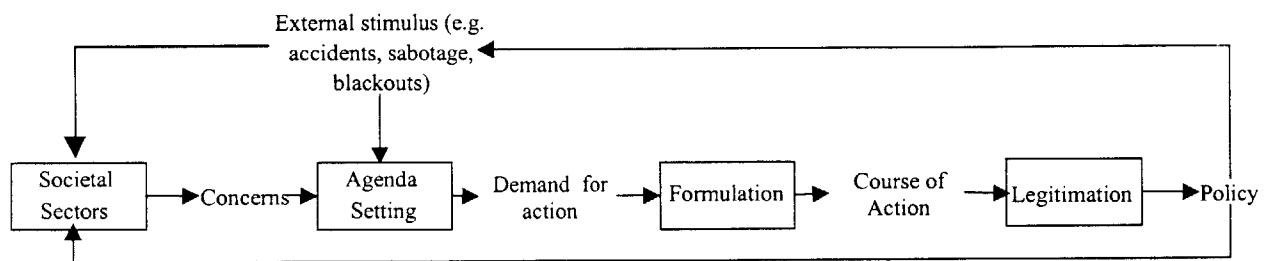 External stimulus (e.g.
accidents, sabotage,
blackouts)
Societal
Sectors
Concerns
Agenda
Setting
Demand for
action
Formulation
Course of
Action
Legitimation
Policy